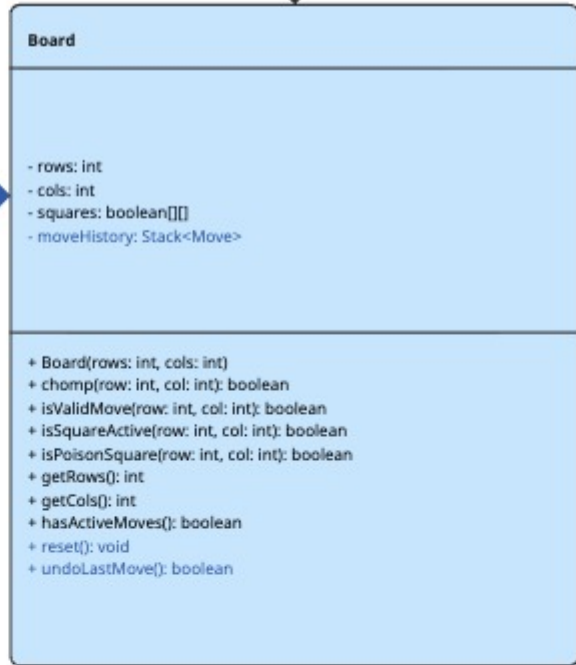 Board
- rows: int
- cols: int
- squares: boolean[][]
- moveHistory: Stack<Move>
+ Board(rows: int, cols: int)
+ chomp(row: int, col: int): boolean
+ isValidMove(row: int, col: int): boolean
+ isSquareActive(row: int, col: int): boolean
+ isPoisonSquare(row: int, col: int): boolean
+ getRows(): int
+ getCols(): int
+ hasActiveMoves(): boolean
+ reset(): void
+ undoLastMove(): boolean